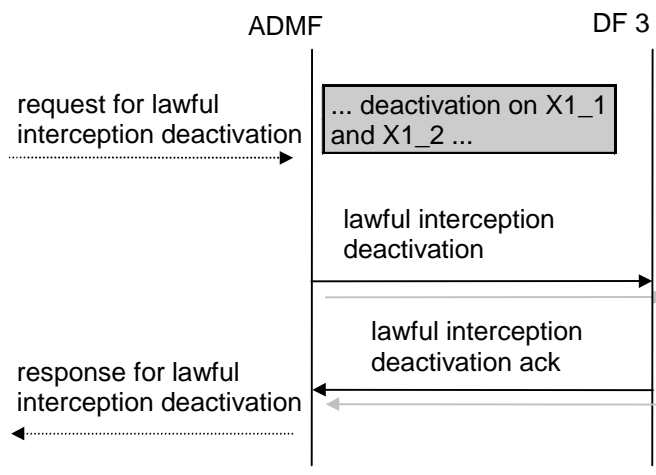 ADMF
DF 3
request for lawful
interception deactivation
... deactivation on X1_1
and X1_2 ...
lawful interception
deactivation
lawful interception
deactivation ack
response for lawful
interception deactivation